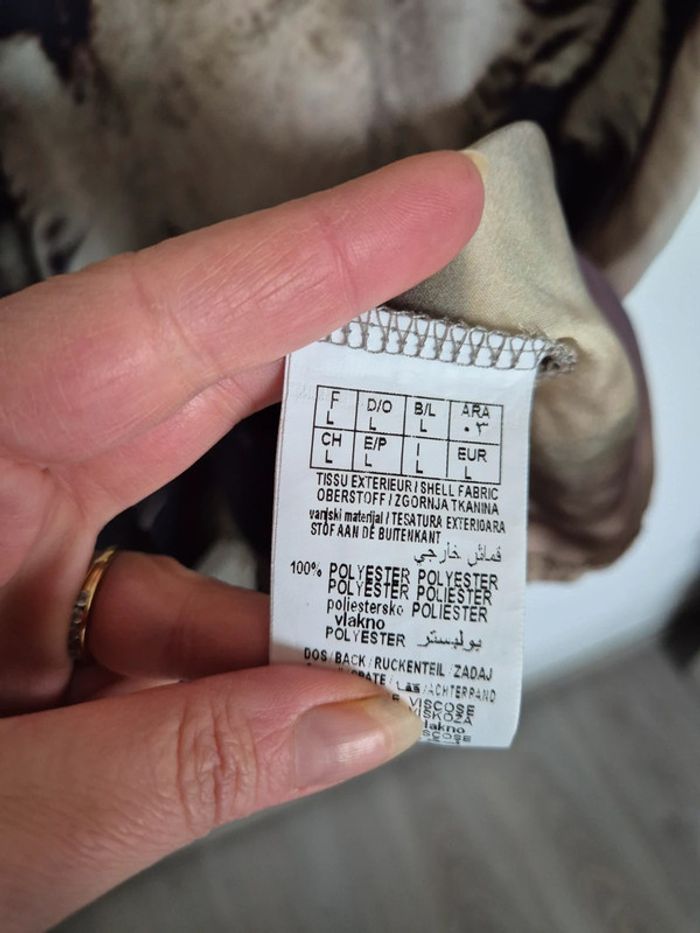 F D/O B/L ARA
L L L ٠٣
CH E/P I EUR
L L L L
TISSU EXTERIEUR / SHELL FABRIC
OBERSTOFF / ZGORNJA TKANINA
vanjski materijal / TESATURA EXTERIOARA
STOF AAN DE BUITENKANT
قماش خارجي
100% POLYESTER POLYESTER
POLYESTER POLIESTER
poliestersko POLIESTER
vlakno
POLYESTER بوليستر
DOS / BACK / RUCKENTEIL / ZADAJ
ACHTERPAND
VISCOSE
VISKOZA